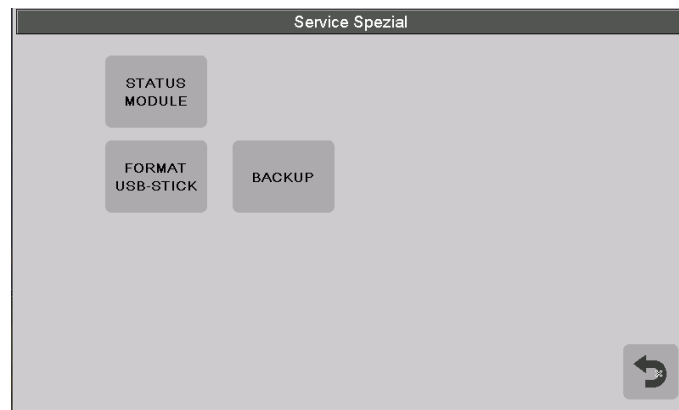 Service Spezial
STATUS
MODULE
FORMAT
USB-STICK
BACKUP